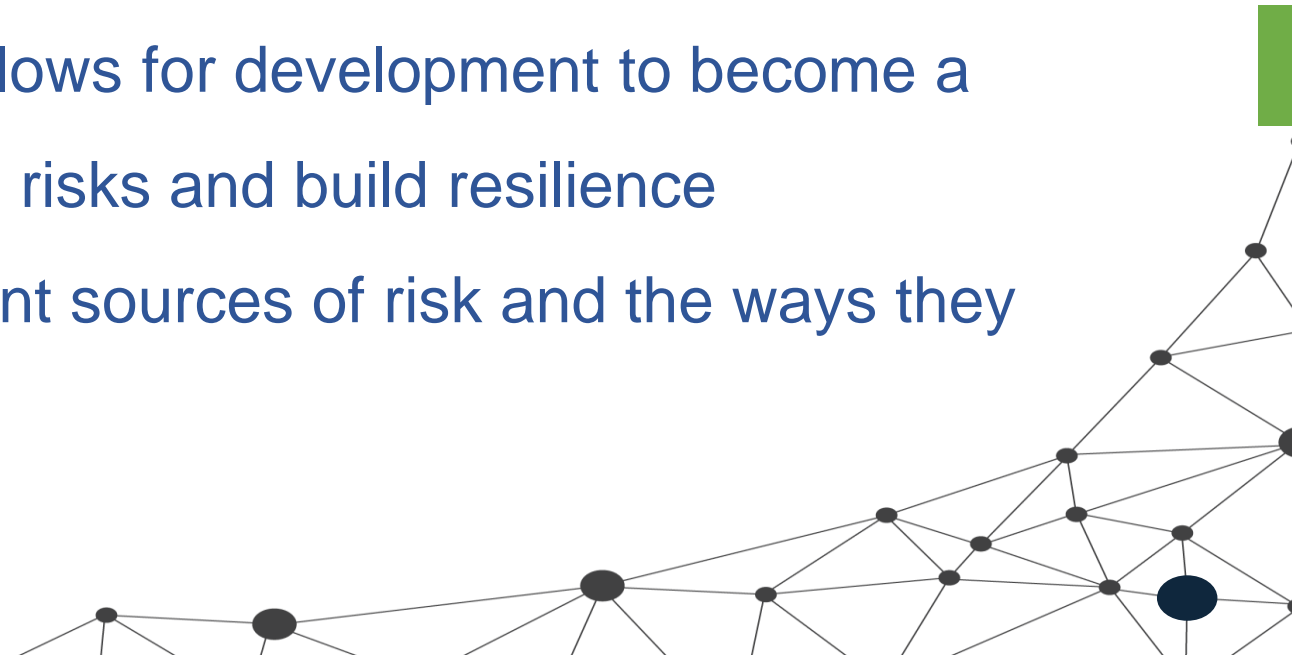 lows for development to become a
risks and build resilience
nt sources of risk and the ways they